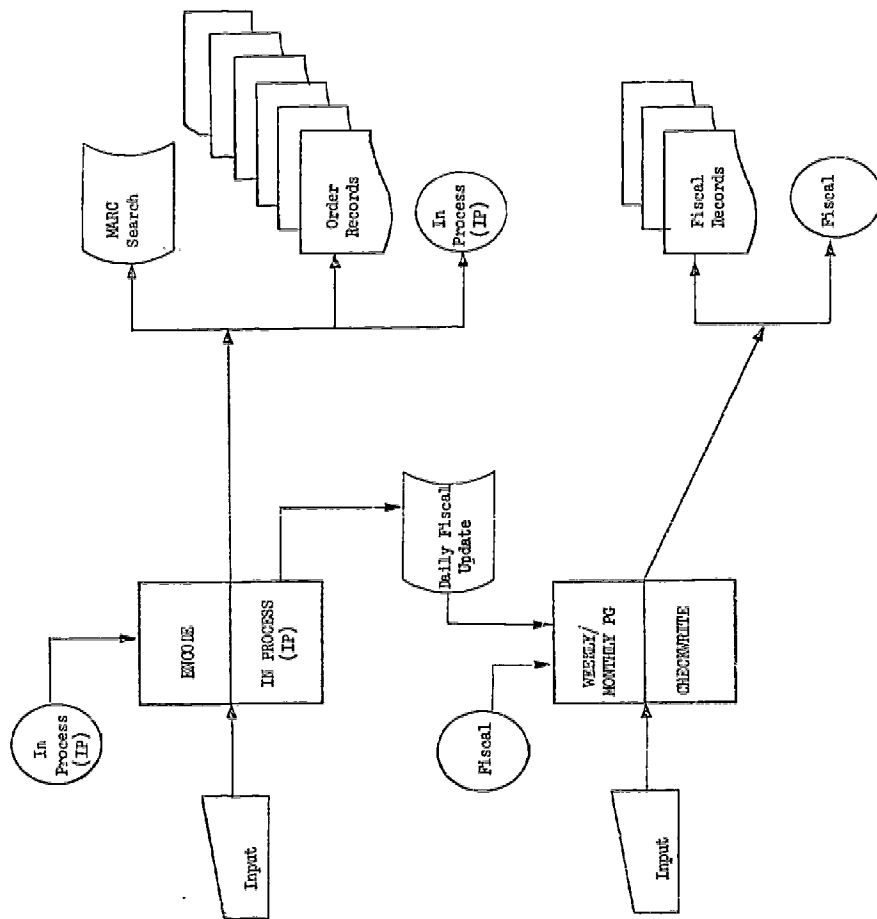 In
Process
(IP)
Input
ENCODE
IN PROCESS
(IP)
MARC
Search
Order
Records
In
Process
(IP)
Daily Fiscal
Update
Fiscal
Input
WEEKLY/
MONTHLY PG
CHECKWRITE
Fiscal
Records
Fiscal